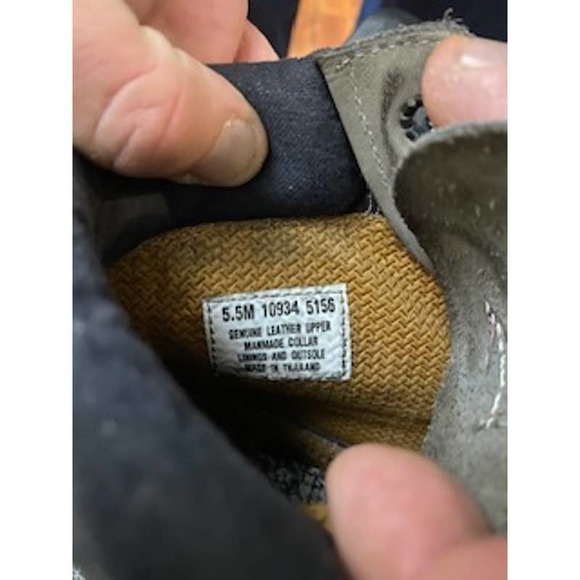 5.5M 10934 5156
GENUINE LEATHER UPPER
MANMADE COLLAR
LININGS AND OUTSOLE
MADE IN THAILAND